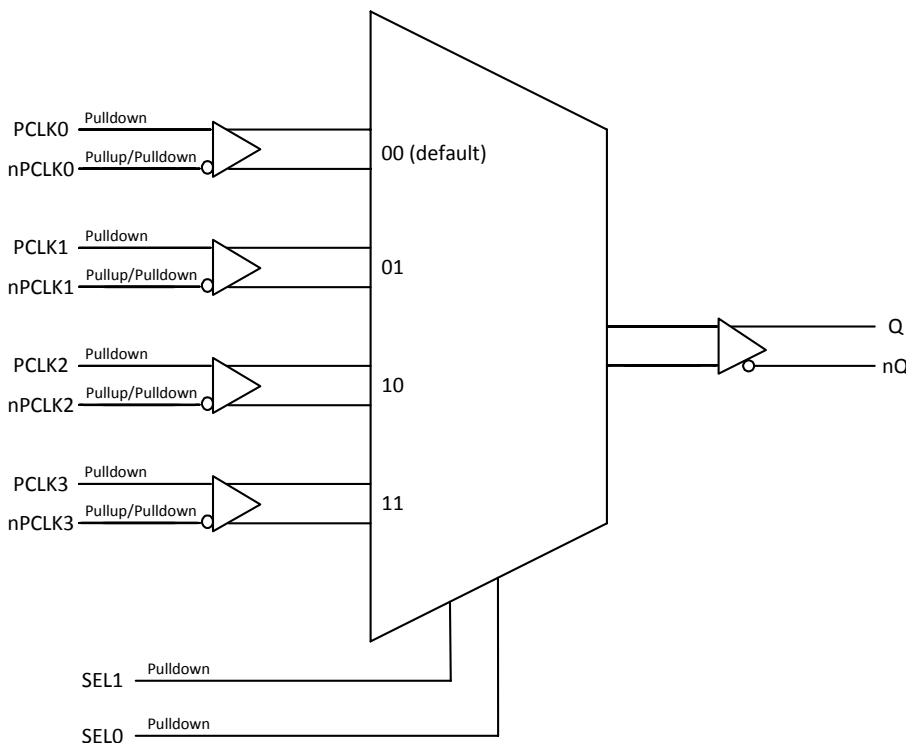 PCLK0 Pulldown
nPCLK0 Pullup/Pulldown
00 (default)
PCLK1 Pulldown
nPCLK1 Pullup/Pulldown
01
Q
nQ
PCLK2 Pulldown
nPCLK2 Pullup/Pulldown
10
PCLK3 Pulldown
nPCLK3 Pullup/Pulldown
11
SEL1 Pulldown
SEL0 Pulldown